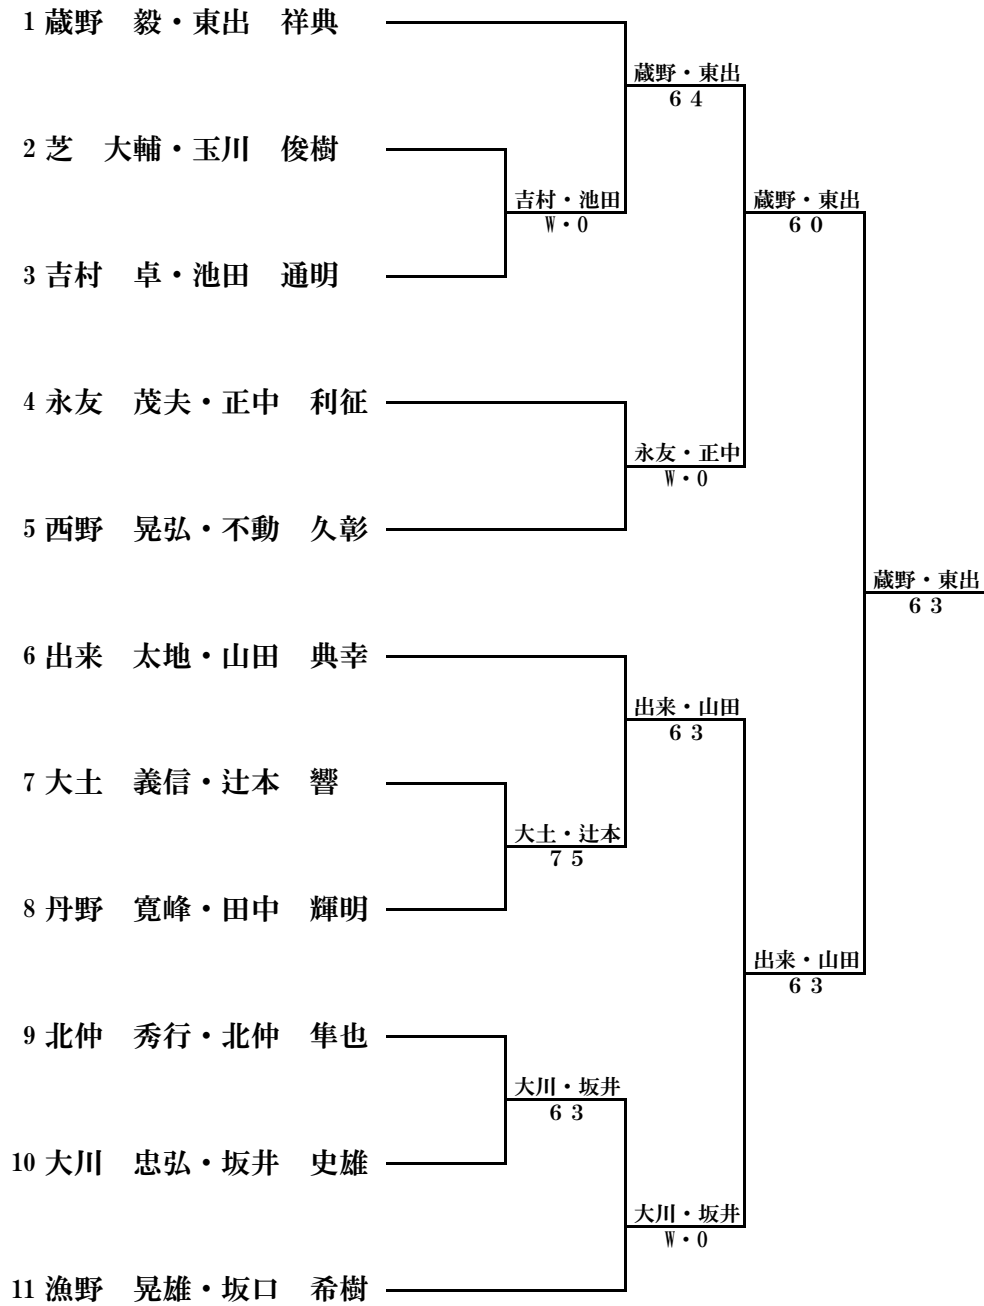 1 蔵野　毅・東出　祥典
蔵野・東出
6 4
2 芝　大輔・玉川　俊樹
吉村・池田
W・0
蔵野・東出
6 0
3 吉村　卓・池田　通明
4 永友　茂夫・正中　利征
永友・正中
W・0
5 西野　晃弘・不動　久彰
蔵野・東出
6 3
6 出来　太地・山田　典幸
出来・山田
6 3
7 大土　義信・辻本　響
大土・辻本
7 5
8 丹野　寛峰・田中　輝明
出来・山田
6 3
9 北仲　秀行・北仲　隼也
大川・坂井
6 3
10 大川　忠弘・坂井　史雄
大川・坂井
W・0
11 漁野　晃雄・坂口　希樹